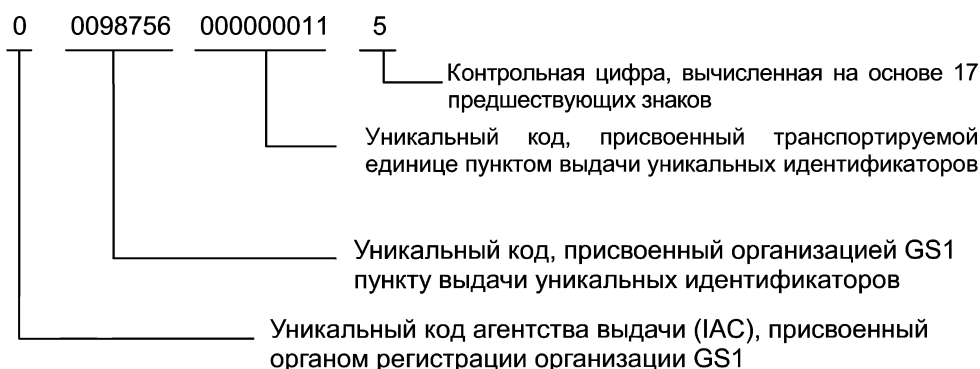 0 0098756 000000011 5
Контрольная цифра, вычисленная на основе 17
предшествующих знаков
Уникальный код, присвоенный транспортируемой
единице пунктом выдачи уникальных идентификаторов
Уникальный код, присвоенный организацией GS1
пункту выдачи уникальных идентификаторов
Уникальный код агентства выдачи (IAC), присвоенный
органом регистрации организации GS1